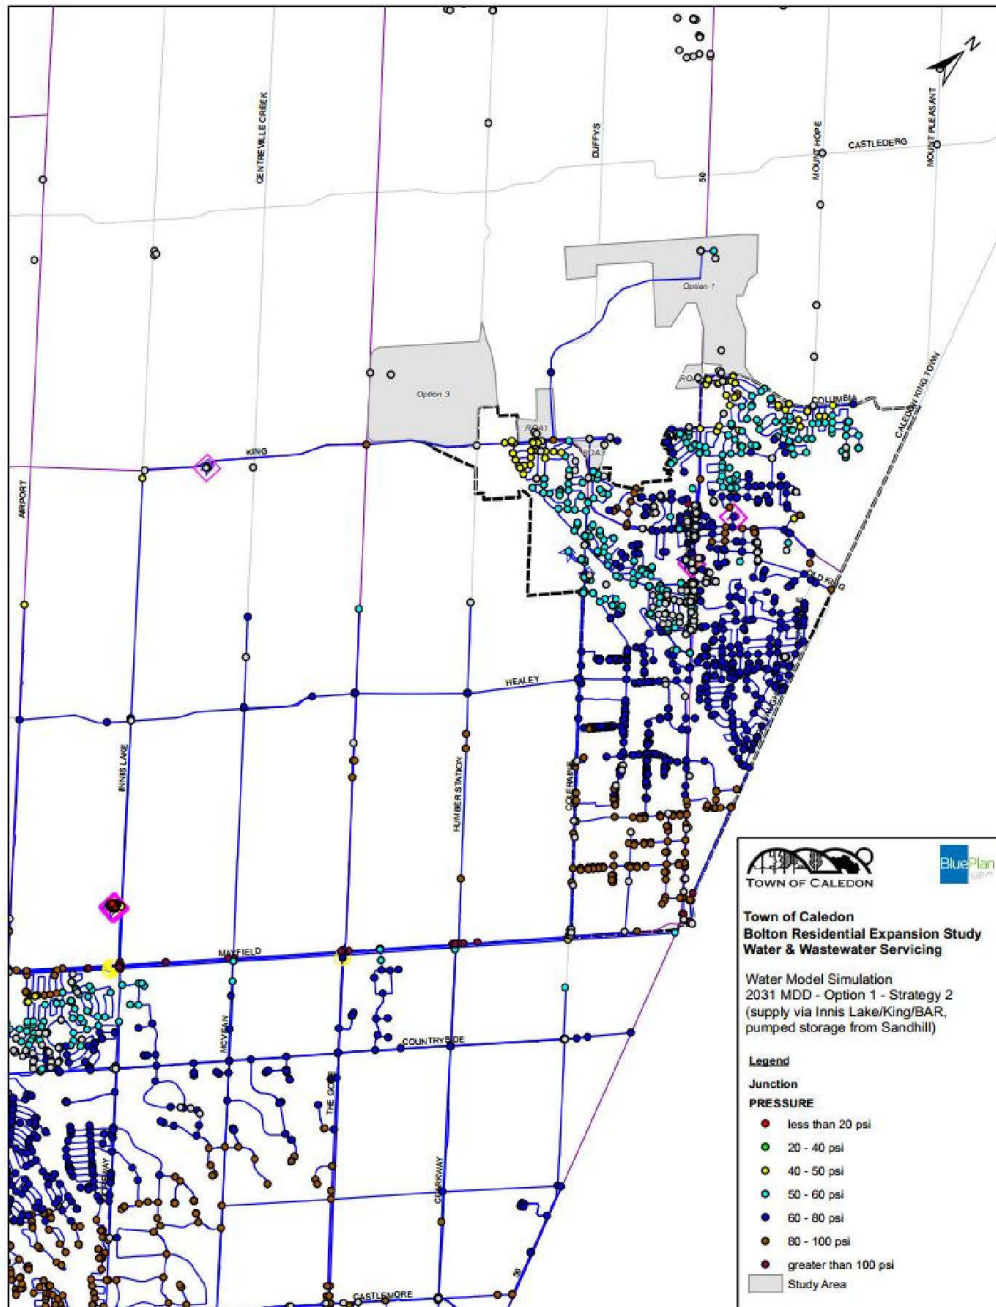 N
CENTREVILLE CREEK
DUFFYS
MOUNT HOPE
MOUNT PLEASANT
CASTLEDERG
50
Option 1
Option 3
COLUMBIA
CALEDON KING TOWN
KING
AIRPORT
OLD KING
HEALEY
INNIS LAKE
HUMBER STATION
COLERAINE
MAYFIELD
MCVEAN
COUNTRYSIDE
THE GORE
CLARKWAY
50
CASTLEMORE
TOWN OF CALEDON
BluePlan
Town of Caledon
Bolton Residential Expansion Study
Water & Wastewater Servicing
Water Model Simulation
2031 MDD - Option 1 - Strategy 2
(supply via Innis Lake/King/BAR,
pumped storage from Sandhill)
Legend
Junction
PRESSURE
less than 20 psi
20 - 40 psi
40 - 50 psi
50 - 60 psi
60 - 80 psi
80 - 100 psi
greater than 100 psi
Study Area